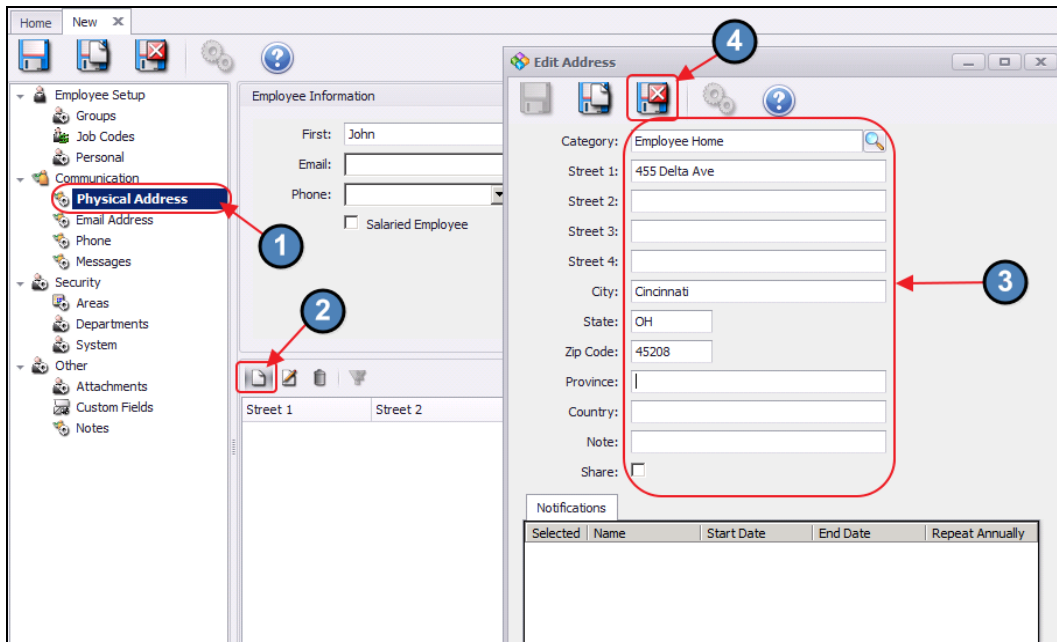 Home New X
Employee Setup
Groups
Job Codes
Personal
Communication
Physical Address
Email Address
Phone
Messages
Security
Areas
Departments
System
Other
Attachments
Custom Fields
Notes
1
Employee Information
First: John
Email:
Phone:
Salaried Employee
2
Street 1 Street 2
Edit Address
4
Category: Employee Home
Street 1: 455 Delta Ave
Street 2:
Street 3:
Street 4:
City: Cincinnati
State: OH
Zip Code: 45208
Province:
Country:
Note:
Share:
3
Notifications
Selected Name Start Date End Date Repeat Annually